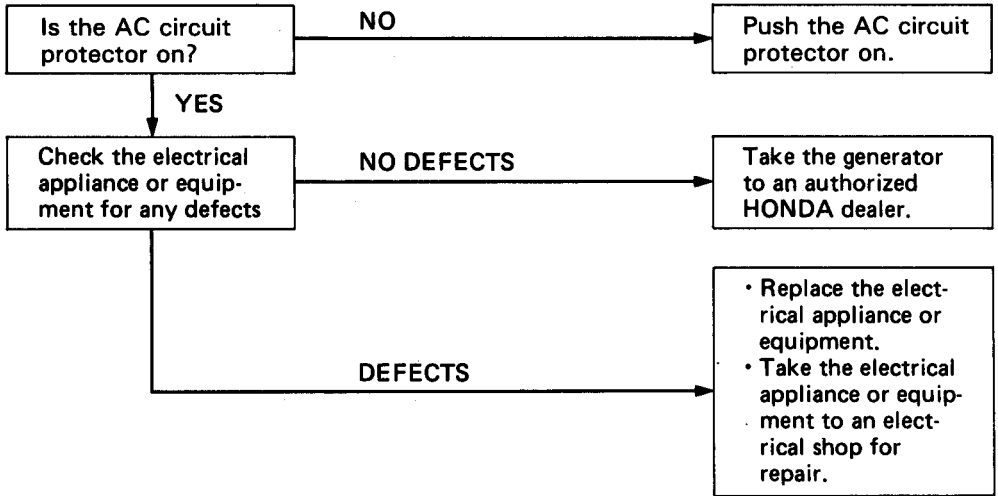 Is the AC circuit
protector on?
NO
Push the AC circuit
protector on.
YES
Check the electrical
appliance or equip-
ment for any defects
NO DEFECTS
Take the generator
to an authorized
HONDA dealer.
DEFECTS
• Replace the elect-
rical appliance or
equipment.
• Take the electrical
appliance or equip-
ment to an elect-
rical shop for
repair.